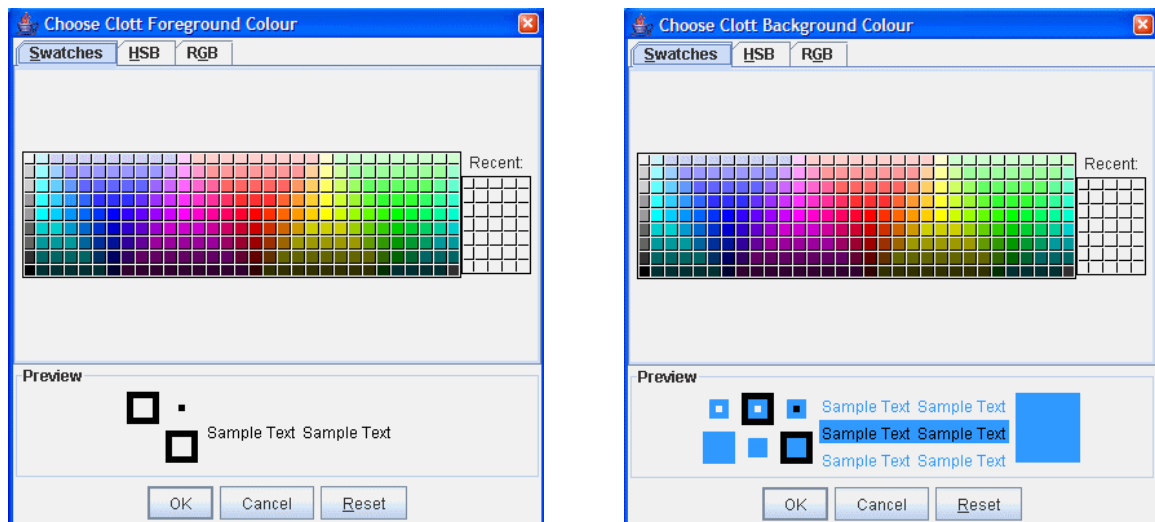 Choose Clott Foreground Colour
Swatches HSB RGB
Recent:
Preview
Sample Text Sample Text
OK Cancel Reset
Choose Clott Background Colour
Swatches HSB RGB
Recent:
Preview
Sample Text Sample Text
Sample Text Sample Text
Sample Text Sample Text
OK Cancel Reset